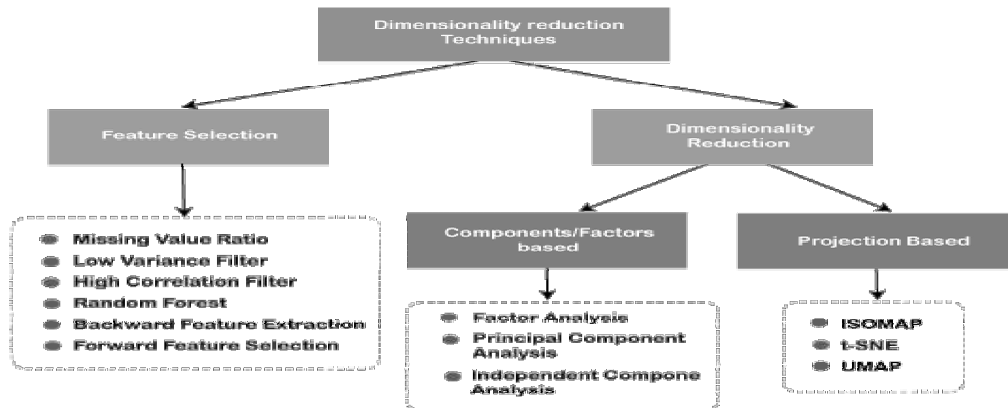 Dimensionality reduction
Techniques
Feature Selection
Dimensionality
Reduction
Missing Value Ratio
Low Variance Filter
High Correlation Filter
Random Forest
Backward Feature Extraction
Forward Feature Selection
Components/Factors
based
Factor Analysis
Principal Component
Analysis
Independent Compone
Analysis
Projection Based
ISOMAP
t-SNE
UMAP